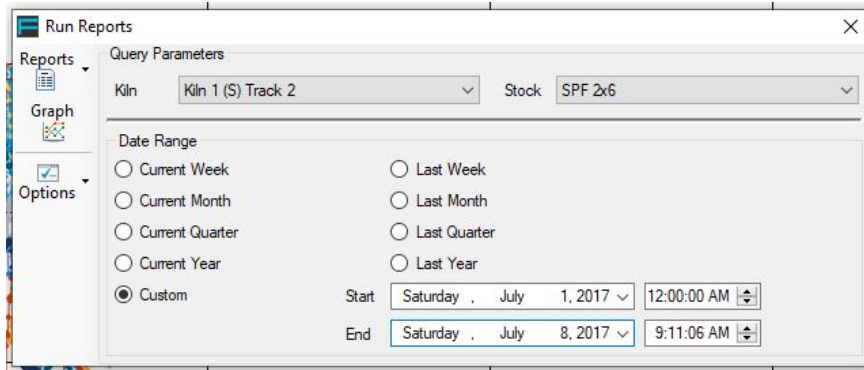 Run Reports
Reports
Graph
Options
Query Parameters
Kiln Kiln 1 (S) Track 2 Stock SPF 2x6
Date Range
Current Week Last Week
Current Month Last Month
Current Quarter Last Quarter
Current Year Last Year
Custom Start Saturday , July 1, 2017 12:00:00 AM
End Saturday , July 8, 2017 9:11:06 AM